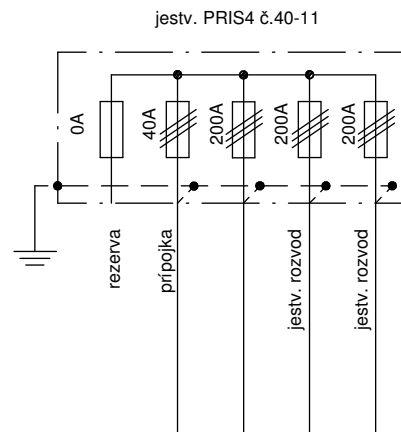 jestv. PRIS4 č.40-11
0A
40A
200A
200A
200A
rezerva
prípojka
jestv. rozvod
jestv. rozvod